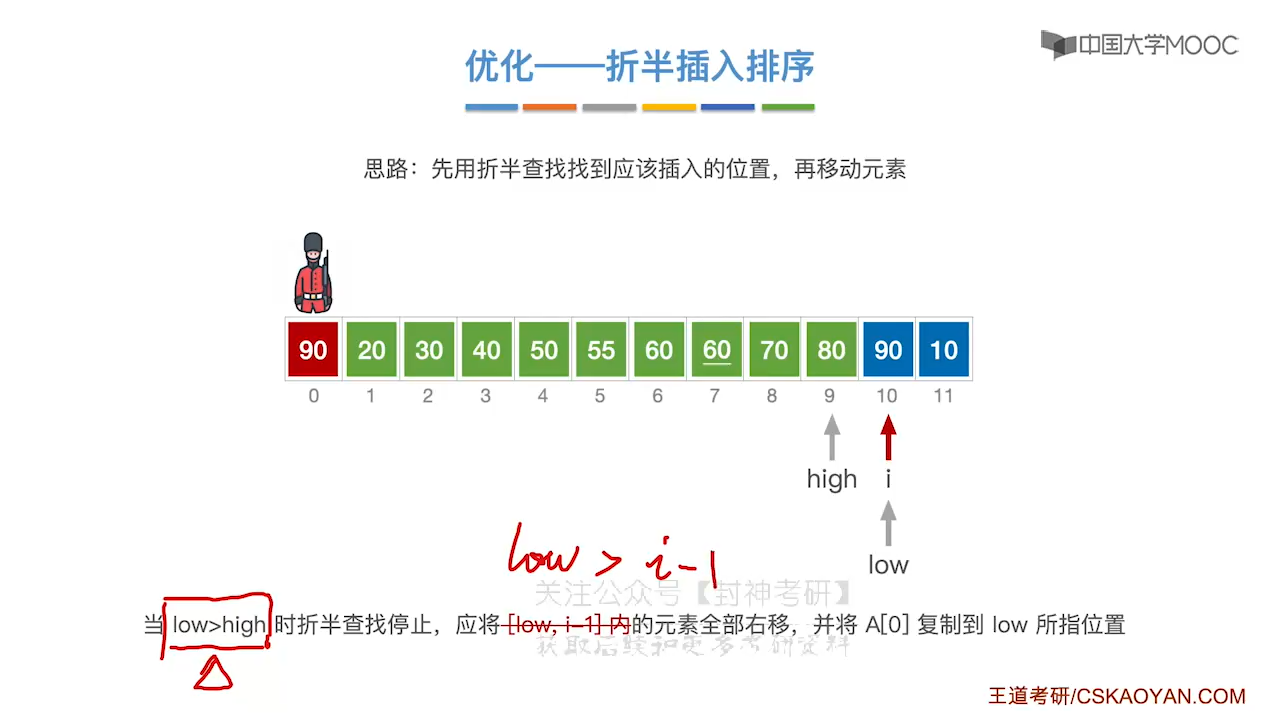 中国大学MOOC
优化——折半插入排序
思路：先用折半查找找到应该插入的位置，再移动元素
90 20 30 40 50 55 60 60 70 80 90 10
0 1 2 3 4 5 6 7 8 9 10 11
high i
low
low > i-1
关注公众号【封神考研】
当 low>high 时折半查找停止，应将 [low, i-1] 内的元素全部右移，并将 A[0] 复制到 low 所指位置
获取后续和更多考研资料
王道考研/CSKAOYAN.COM